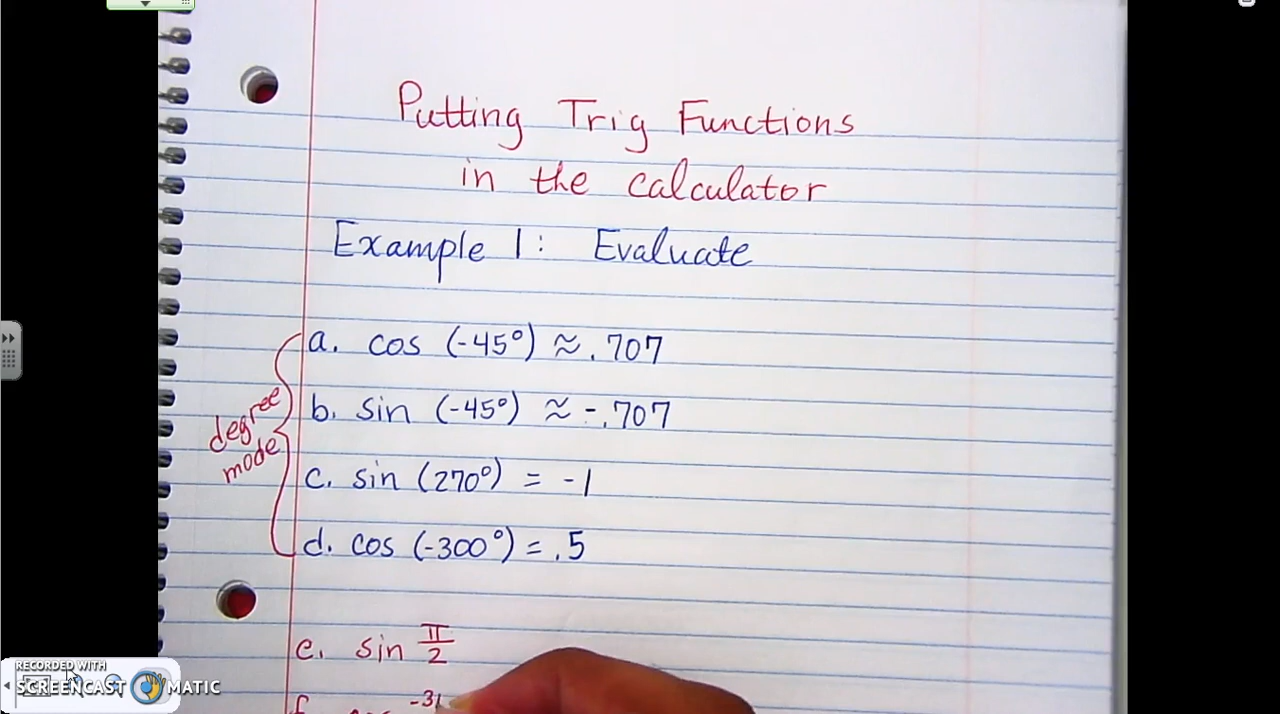 Putting Trig Functions
in the calculator
Example 1: Evaluate
degree
mode
a. cos (-45°) ≈ .707
b. sin (-45°) ≈ -.707
c. sin (270°) = -1
d. cos (-300°) = .5
e. sin π/2
f. -3
RECORDED WITH
SCREENCAST MATIC